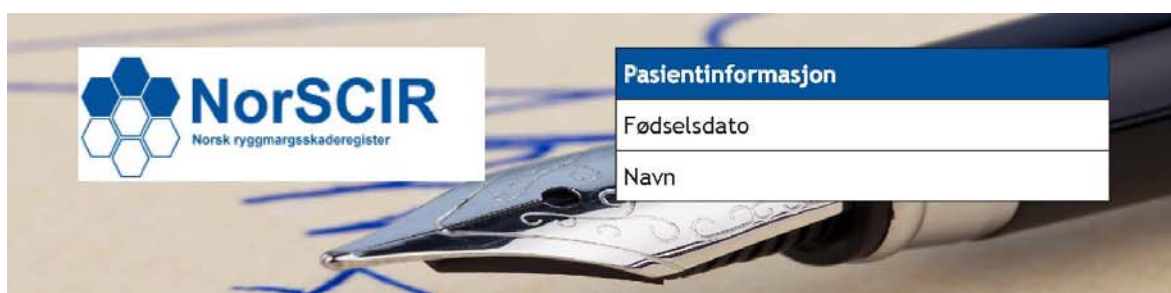 NorSCIR
Norsk ryggmargsskaderegister
Pasientinformasjon
Fødselsdato
Navn